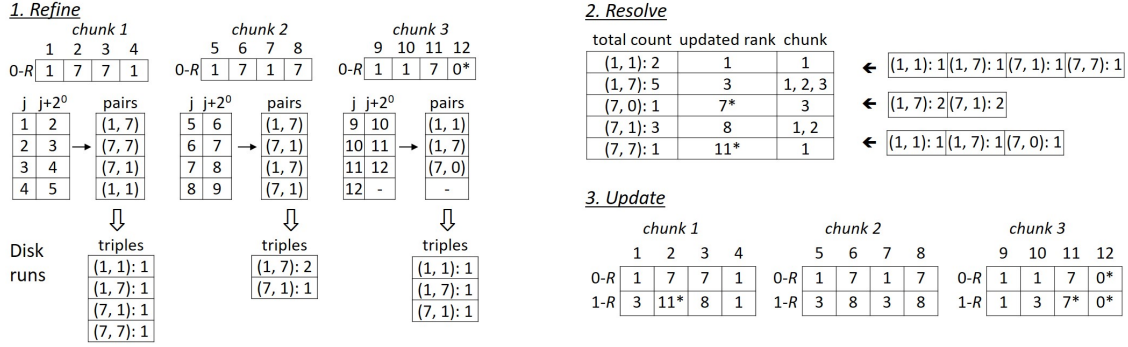 1. Refine
chunk 1 chunk 2 chunk 3
1 2 3 4 5 6 7 8 9 10 11 12
0-R 1 7 7 1 0-R 1 7 1 7 0-R 1 1 7 0*
j j+2⁰ pairs j j+2⁰ pairs j j+2⁰ pairs
1 2 (1, 7) 5 6 (1, 7) 9 10 (1, 1)
2 3 (7, 7) 6 7 (7, 1) 10 11 (1, 7)
3 4 (7, 1) 7 8 (1, 7) 11 12 (7, 0)
4 5 (1, 1) 8 9 (7, 1) 12 - -
Disk runs
triples triples triples
(1, 1): 1 (1, 7): 2 (1, 1): 1
(1, 7): 1 (7, 1): 1 (1, 7): 1
(7, 1): 1 (7, 1): 1
(7, 7): 1
2. Resolve
total count updated rank chunk
(1, 1): 2 1 1 (1, 1): 1 (1, 7): 1 (7, 1): 1 (7, 7): 1
(1, 7): 5 3 1, 2, 3
(7, 0): 1 7* 3 (1, 7): 2 (7, 1): 2
(7, 1): 3 8 1, 2
(7, 7): 1 11* 1 (1, 1): 1 (1, 7): 1 (7, 0): 1
3. Update
chunk 1 chunk 2 chunk 3
1 2 3 4 5 6 7 8 9 10 11 12
0-R 1 7 7 1 0-R 1 7 1 7 0-R 1 1 7 0*
1-R 3 11* 8 1 1-R 3 8 3 8 1-R 1 3 7* 0*